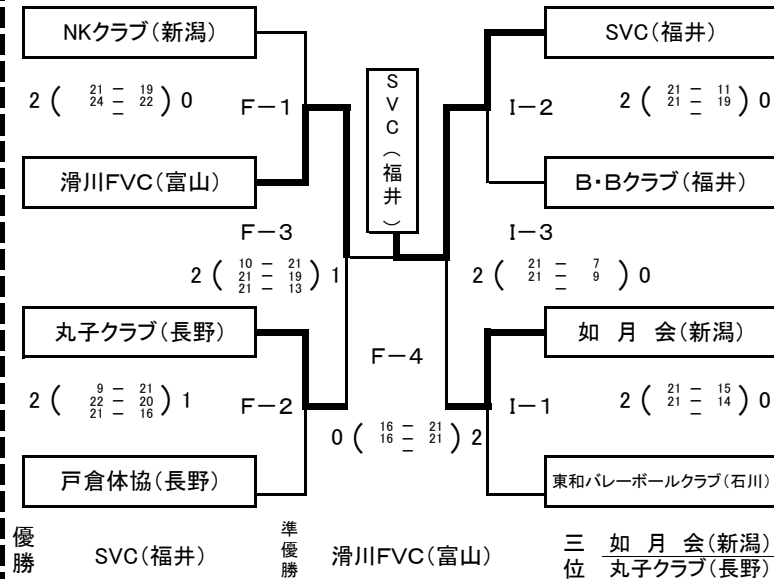 NKクラブ(新潟)
2 ( 21 － 19 ) 0
24 － 22
－
F－1
滑川FVC(富山)
F－3
2 ( 10 － 21 ) 1
21 － 19
21 － 13
丸子クラブ(長野)
2 ( 9 － 21 ) 1
22 － 20
21 － 16
F－2
戸倉体協(長野)
SVC(福井)
F－4
0 ( 16 － 21 ) 2
16 － 21
－
SVC(福井)
I－2
2 ( 21 － 11 ) 0
21 － 19
－
B・Bクラブ(福井)
I－3
2 ( 21 － 7 ) 0
21 － 9
－
如 月 会(新潟)
I－1
2 ( 21 － 15 ) 0
21 － 14
－
東和バレーボールクラブ(石川)
優勝 SVC(福井)
準優勝 滑川FVC(富山)
三位 如 月 会(新潟)
丸子クラブ(長野)